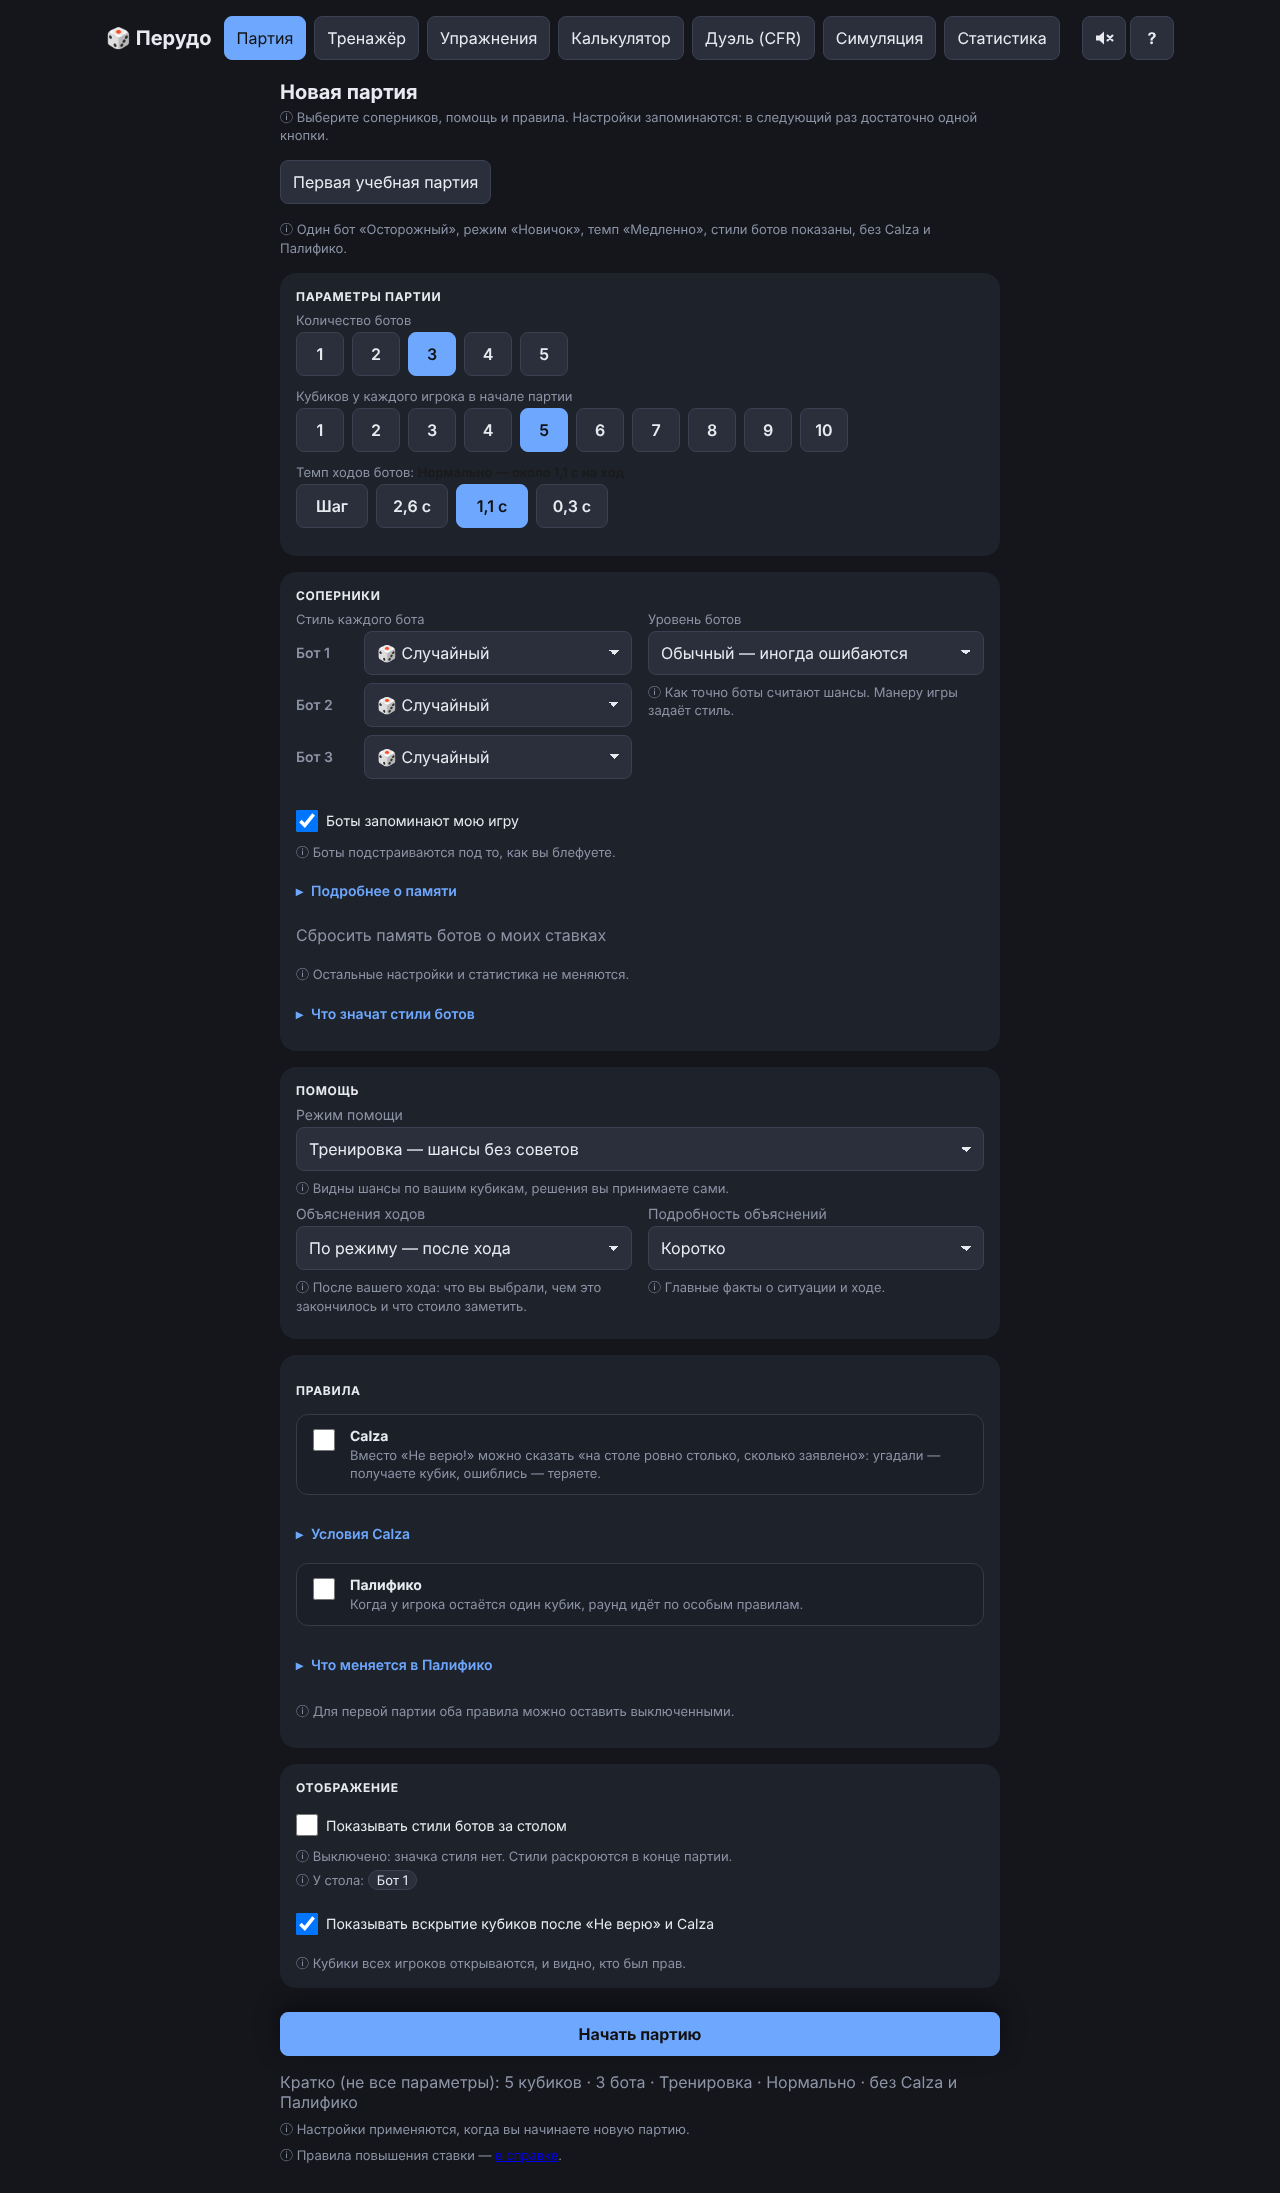 🎲 Перудо Партия Тренажёр Упражнения Калькулятор Дуэль (CFR) Симуляция Статистика ?
Новая партия
ⓘ Выберите соперников, помощь и правила. Настройки запоминаются: в следующий раз достаточно одной
кнопки.
Первая учебная партия
ⓘ Один бот «Осторожный», режим «Новичок», темп «Медленно», стили ботов показаны, без Calza и
Палифико.
ПАРАМЕТРЫ ПАРТИИ
Количество ботов
1 2 3 4 5
Кубиков у каждого игрока в начале партии
1 2 3 4 5 6 7 8 9 10
Темп ходов ботов: Нормально — около 1,1 с на ход
Шаг 2,6 с 1,1 с 0,3 с
СОПЕРНИКИ
Стиль каждого бота Уровень ботов
Бот 1 🎲 Случайный Обычный — иногда ошибаются
ⓘ Как точно боты считают шансы. Манеру игры
задаёт стиль.
Бот 2 🎲 Случайный
Бот 3 🎲 Случайный
Боты запоминают мою игру
ⓘ Боты подстраиваются под то, как вы блефуете.
▸ Подробнее о памяти
Сбросить память ботов о моих ставках
ⓘ Остальные настройки и статистика не меняются.
▸ Что значат стили ботов
ПОМОЩЬ
Режим помощи
Тренировка — шансы без советов
ⓘ Видны шансы по вашим кубикам, решения вы принимаете сами.
Объяснения ходов Подробность объяснений
По режиму — после хода Коротко
ⓘ После вашего хода: что вы выбрали, чем это
закончилось и что стоило заметить.
ⓘ Главные факты о ситуации и ходе.
ПРАВИЛА
Calza
Вместо «Не верю!» можно сказать «на столе ровно столько, сколько заявлено»: угадали —
получаете кубик, ошиблись — теряете.
▸ Условия Calza
Палифико
Когда у игрока остаётся один кубик, раунд идёт по особым правилам.
▸ Что меняется в Палифико
ⓘ Для первой партии оба правила можно оставить выключенными.
ОТОБРАЖЕНИЕ
Показывать стили ботов за столом
ⓘ Выключено: значка стиля нет. Стили раскроются в конце партии.
ⓘ У стола: Бот 1
Показывать вскрытие кубиков после «Не верю» и Calza
ⓘ Кубики всех игроков открываются, и видно, кто был прав.
Начать партию
Кратко (не все параметры): 5 кубиков · 3 бота · Тренировка · Нормально · без Calza и
Палифико
ⓘ Настройки применяются, когда вы начинаете новую партию.
ⓘ Правила повышения ставки — в справке.